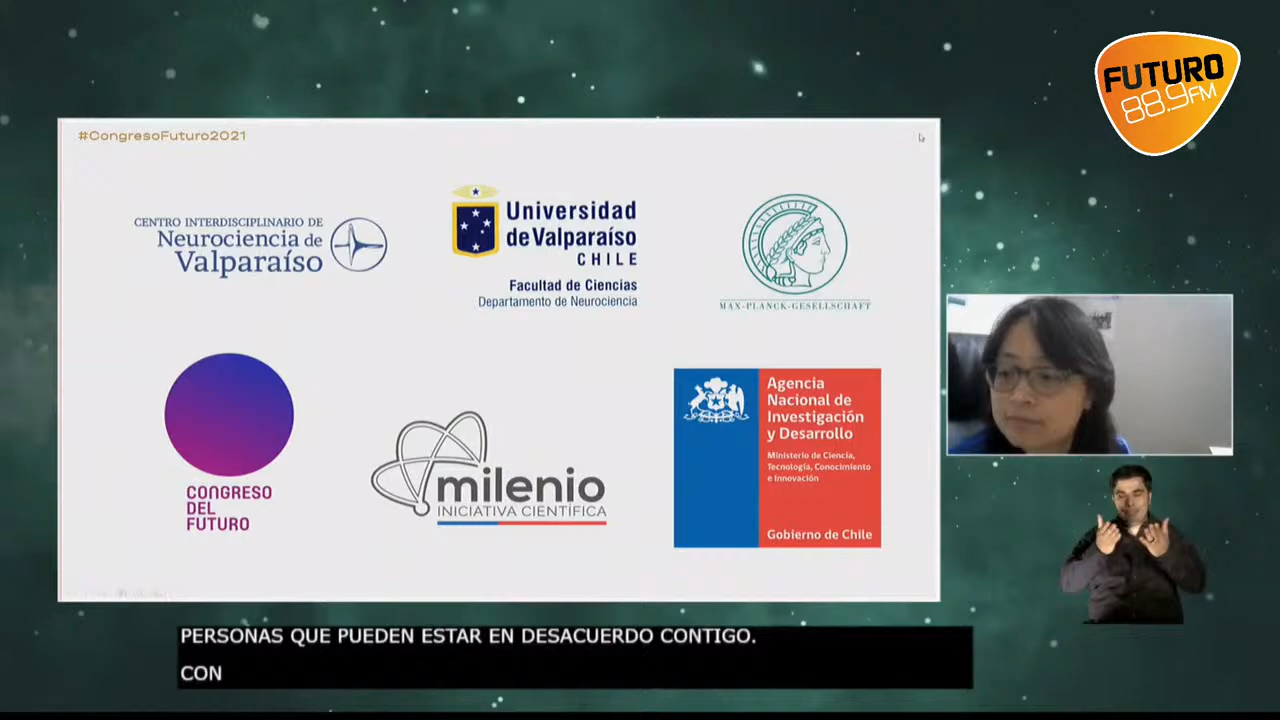 FUTURO
88.9FM
#CongresoFuturo2021
CENTRO INTERDISCIPLINARIO DE
Neurociencia de
Valparaíso
Universidad
de Valparaíso
CHILE
Facultad de Ciencias
Departamento de Neurociencia
MAX-PLANCK-GESELLSCHAFT
CONGRESO
DEL
FUTURO
milenio
INICIATIVA CIENTÍFICA
Agencia
Nacional de
Investigación
y Desarrollo
Ministerio de Ciencia,
Tecnología, Conocimiento
e Innovación
Gobierno de Chile
PERSONAS QUE PUEDEN ESTAR EN DESACUERDO CONTIGO.
CON